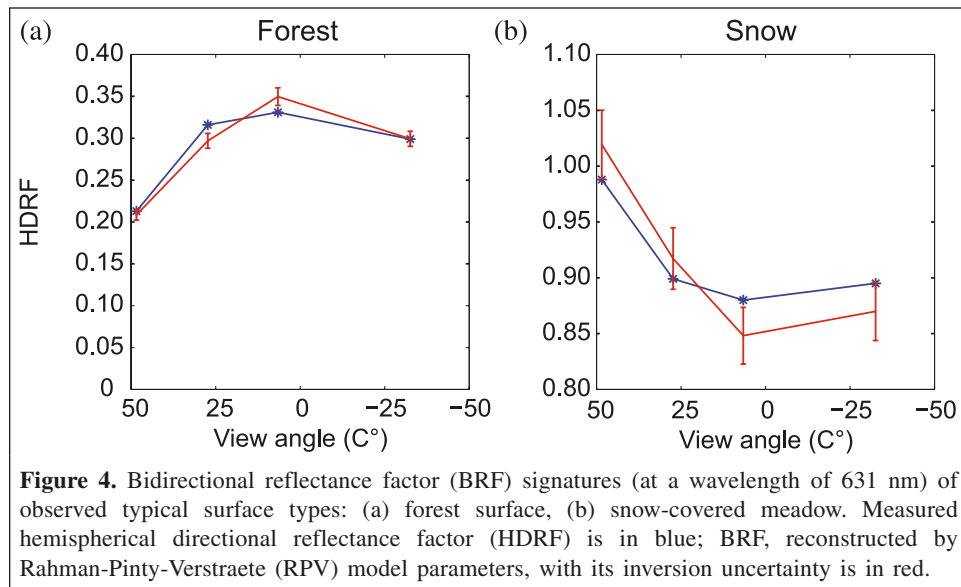 (a)
Forest
0.40
0.35
0.30
0.25
0.20
0.15
0.10
0.05
0
HDRF
50 25 0 −25 −50
View angle (C°)
(b)
Snow
1.10
1.05
1.00
0.95
0.90
0.85
0.80
50 25 0 −25 −50
View angle (C°)
Figure 4. Bidirectional reflectance factor (BRF) signatures (at a wavelength of 631 nm) of
observed typical surface types: (a) forest surface, (b) snow-covered meadow. Measured
hemispherical directional reflectance factor (HDRF) is in blue; BRF, reconstructed by
Rahman-Pinty-Verstraete (RPV) model parameters, with its inversion uncertainty is in red.